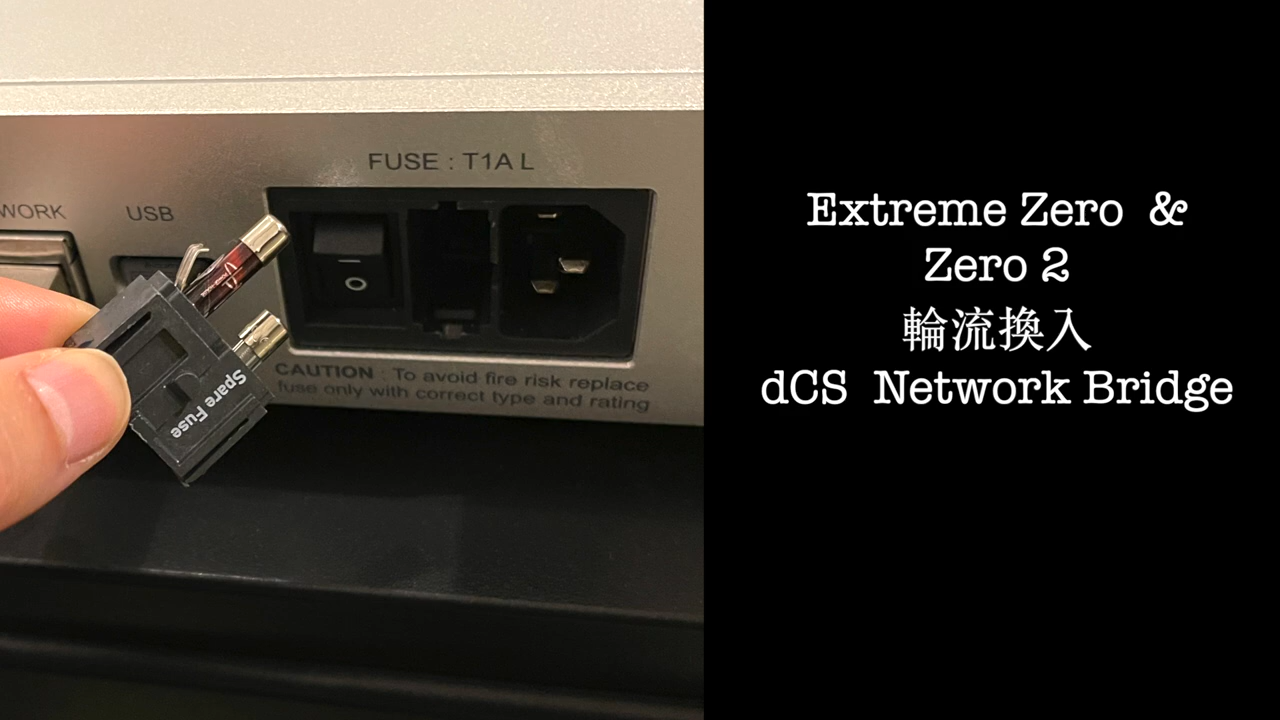 FUSE : T1A L
WORK
USB
Spare Fuse
CAUTION : To avoid fire risk replace
fuse only with correct type and rating
Extreme Zero &
Zero 2
輪流換入
dCS Network Bridge